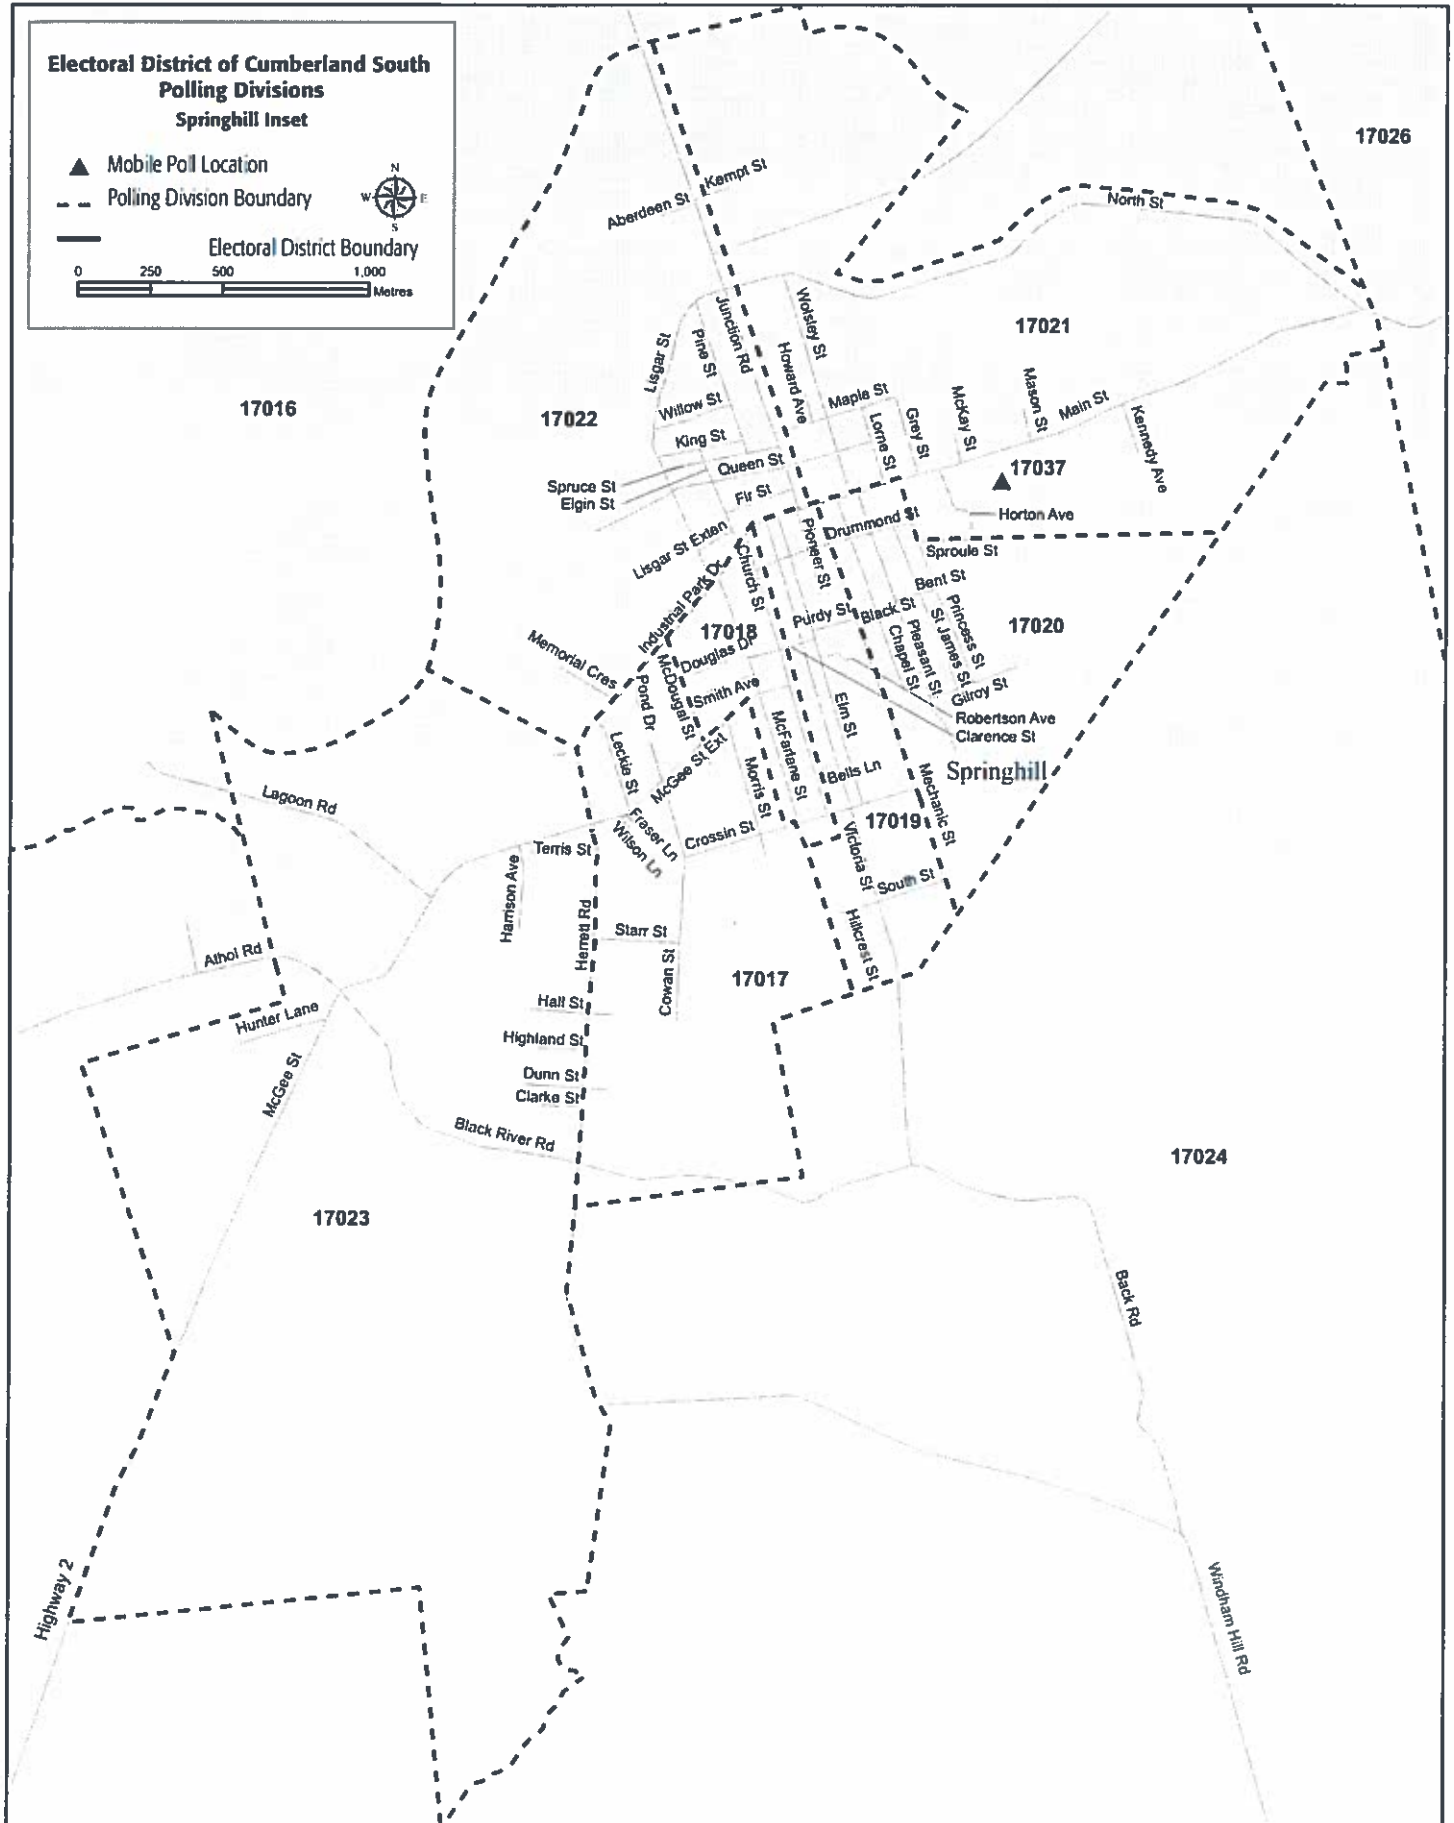 Electoral District of Cumberland South
Polling Divisions
Springhill Inset
Mobile Poll Location
Polling Division Boundary
N
W
E
S
Electoral District Boundary
0 250 500 1,000
Metres
17026
Kempt St
Aberdeen St
North St
17021
Wolsley St
Junction Rd
Pine St
Lisgar St
Howard Ave
17016
17022
Willow St
Maple St
Lorne St
Grey St
McKay St
Mason St
Main St
Kennedy Ave
King St
Queen St
17037
Spruce St
Elgin St
Fir St
Horton Ave
Drummond St
Pioneer St
Lisgar St Exten
Church St
Sproule St
Industrial Park Dr
Bent St
Purdy St
Black St
Princess St
St James St
Pleasant St
Chapel St
17020
17018
Douglas Dr
Memorial Cres
McDougal St
Pond Dr
Smith Ave
Gilroy St
Elm St
Robertson Ave
Clarence St
McFarlane St
McGee St Ext
Leckie St
Morris St
Bells Ln
Springhill
Mechanic St
Lagoon Rd
Fraser Ln
Wilson Ln
Crossin St
17019
Victoria St
Terris St
Harrison Ave
South St
Herrett Rd
Starr St
Hillcrest St
Athol Rd
Cowan St
17017
Hall St
Hunter Lane
Highland St
McGee St
Dunn St
Clarke St
Black River Rd
17024
17023
Back Rd
Highway 2
Windham Hill Rd